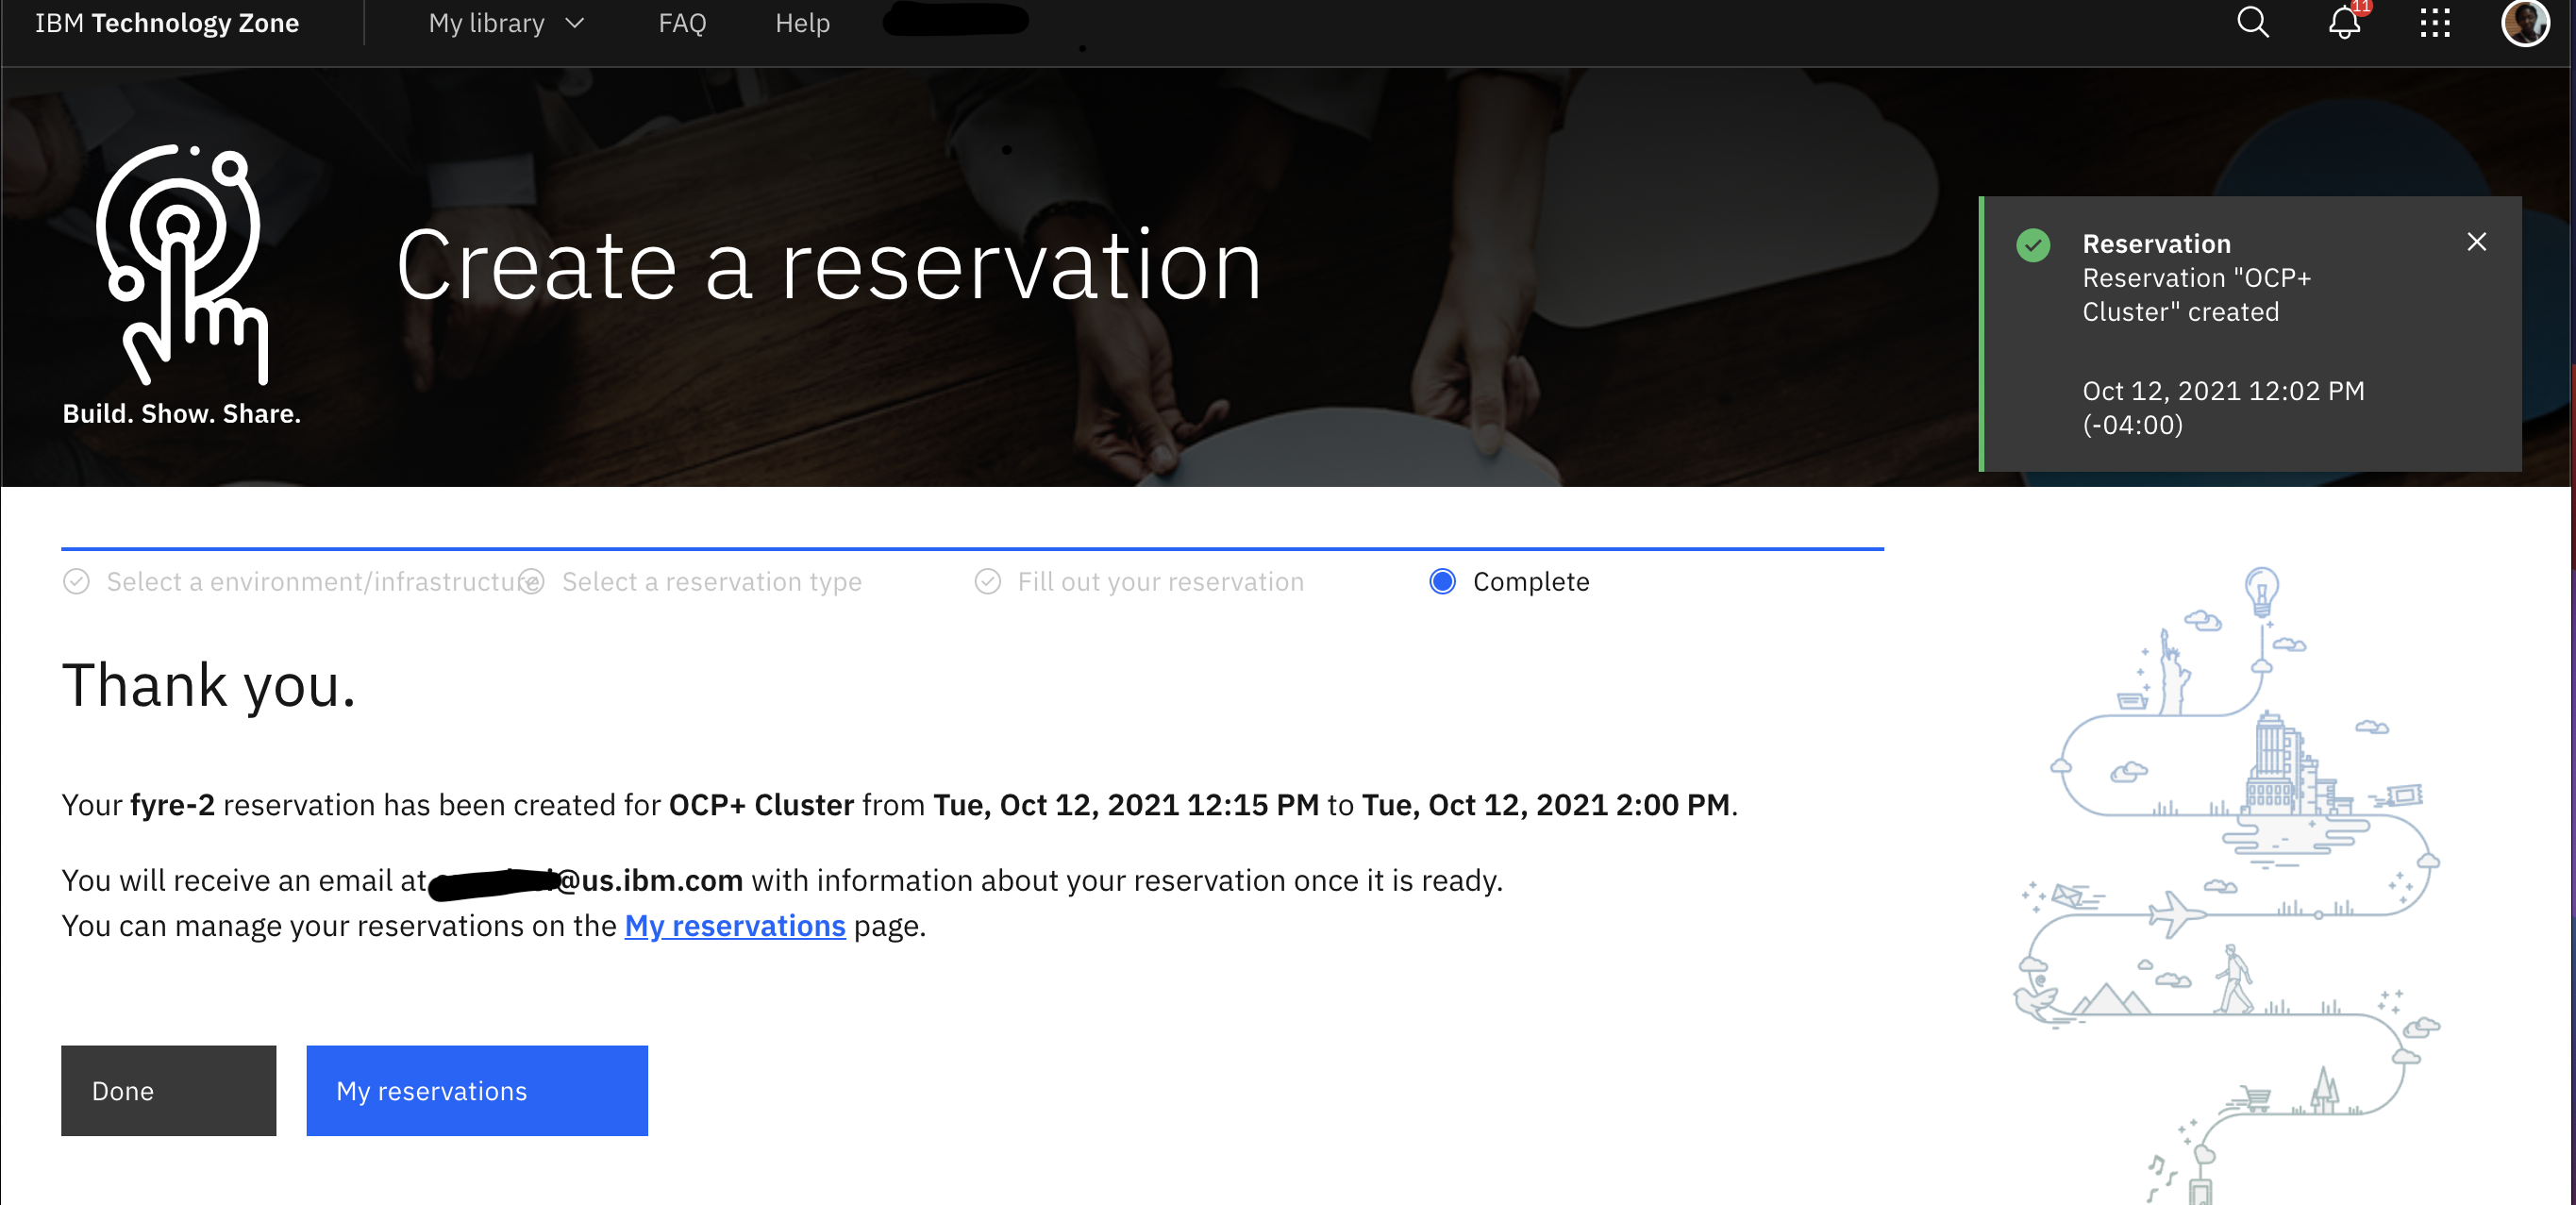 IBM Technology Zone
My library
FAQ
Help
11
Create a reservation
Build. Show. Share.
Reservation
Reservation "OCP+
Cluster" created
Oct 12, 2021 12:02 PM
(-04:00)
Select a environment/infrastructure
Select a reservation type
Fill out your reservation
Complete
Thank you.
Your fyre-2 reservation has been created for OCP+ Cluster from Tue, Oct 12, 2021 12:15 PM to Tue, Oct 12, 2021 2:00 PM.
You will receive an email at @us.ibm.com with information about your reservation once it is ready.
You can manage your reservations on the My reservations page.
Done
My reservations